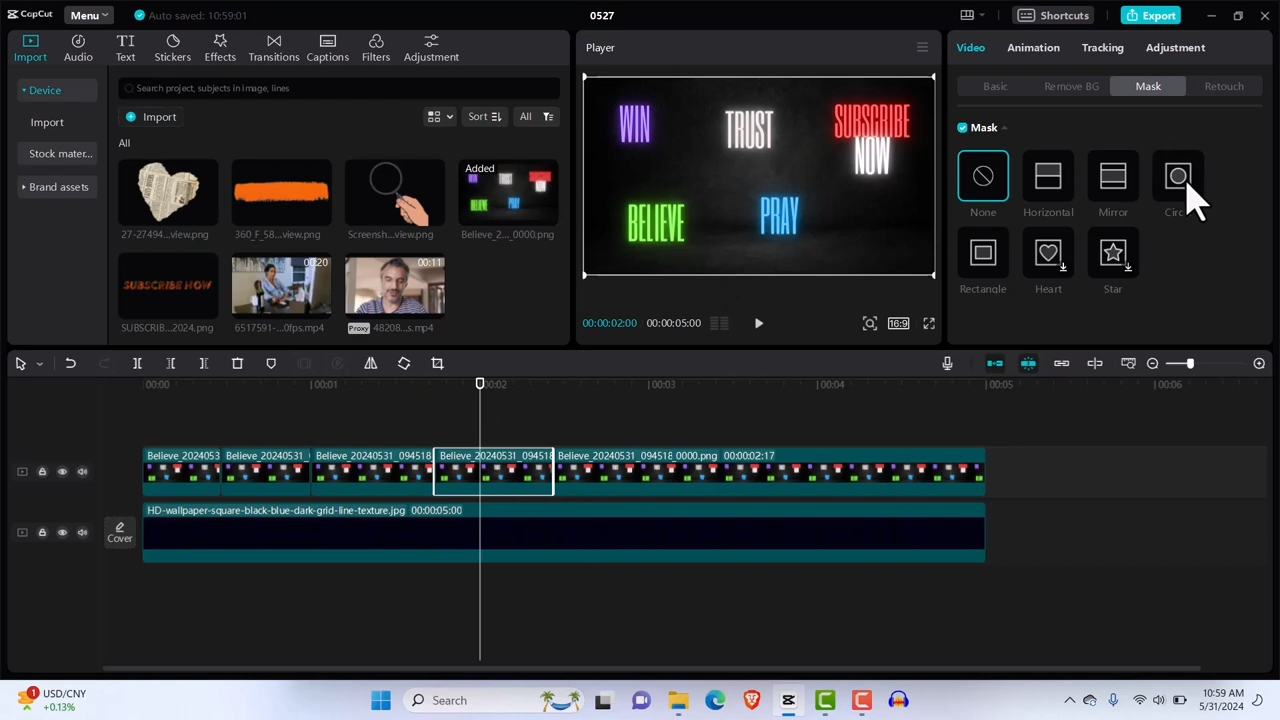 CapCut
Menu
Auto saved: 10:59:01
0527
Shortcuts
Export
Import
Audio
Text
Stickers
Effects
Transitions
Captions
Filters
Adjustment
Player
Video
Animation
Tracking
Adjustment
Device
Import
Stock mater...
Brand assets
Search project, subjects in image, lines
Import
Sort
All
All
27-27494...view.png
360_F_58...view.png
Screensh...view.png
Added
Believe_2..._0000.png
SUBSCRIBE NOW
SUBSCRIB...2024.png
00:20
6517591-...0fps.mp4
00:11
Proxy
48208...s.mp4
WIN
TRUST
SUBSCRIBE
NOW
BELIEVE
PRAY
00:00:02:00
00:00:05:00
16:9
Basic
Remove BG
Mask
Retouch
Mask
None
Horizontal
Mirror
Rectangle
Heart
Star
00:00
00:01
00:02
00:03
00:04
00:05
00:06
Believe_2024053
Believe_20240531_
Believe_20240531_094518
Believe_20240531_094518
Believe_20240531_094518_0000.png 00:00:02:17
Cover
HD-wallpaper-square-black-blue-dark-grid-line-texture.jpg 00:00:05:00
1
USD/CNY
+0.13%
Search
10:59 AM
5/31/2024